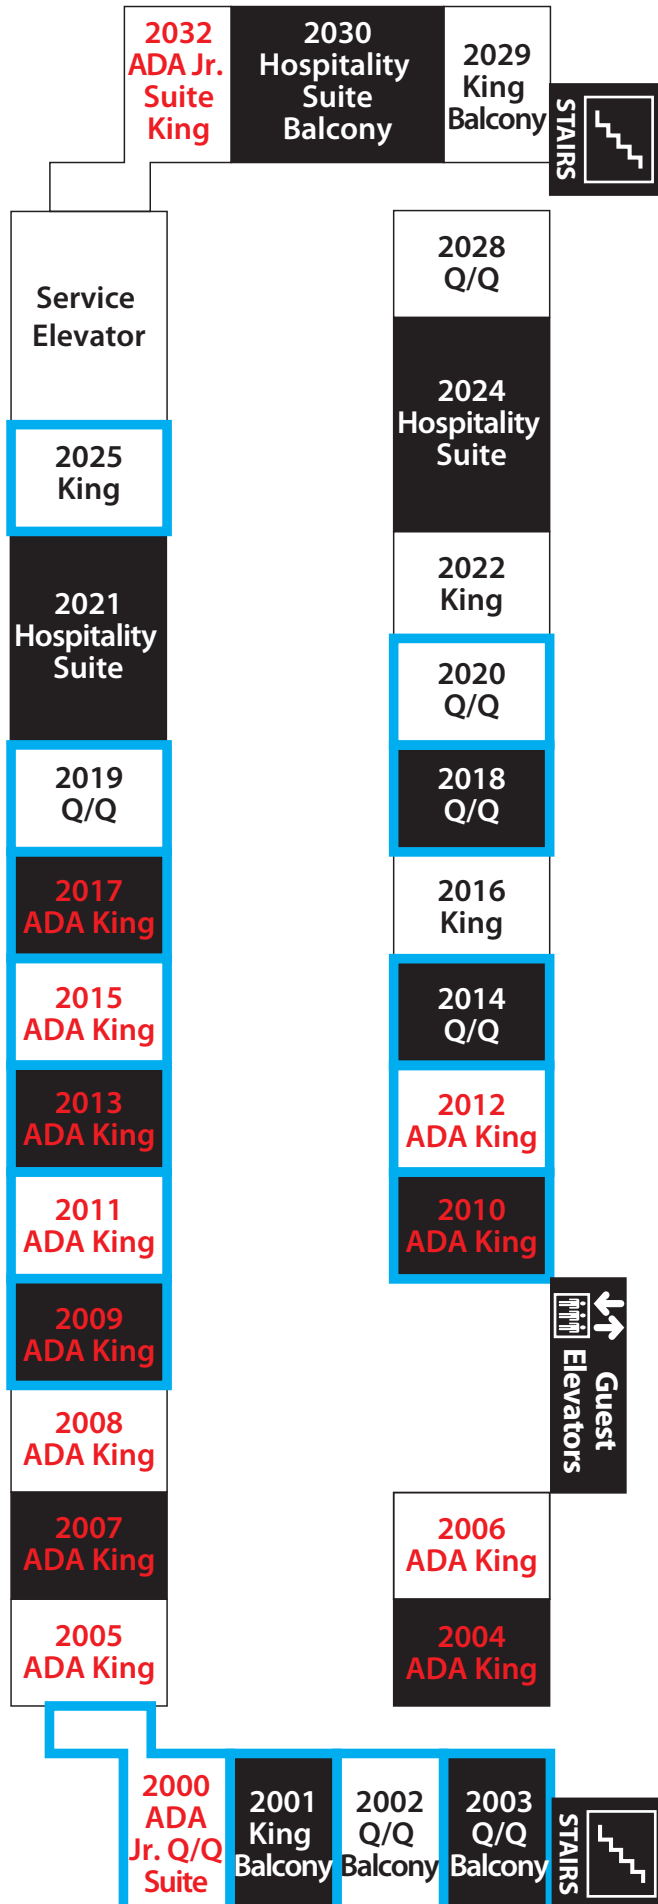 2032
ADA Jr.
Suite
King
2030
Hospitality
Suite
Balcony
2029
King
Balcony
STAIRS
Service
Elevator
2028
Q/Q
2024
Hospitality
Suite
2025
King
2022
King
2021
Hospitality
Suite
2020
Q/Q
2019
Q/Q
2018
Q/Q
2017
ADA King
2016
King
2015
ADA King
2014
Q/Q
2013
ADA King
2012
ADA King
2011
ADA King
2010
ADA King
2009
ADA King
Guest
Elevators
2008
ADA King
2007
ADA King
2006
ADA King
2005
ADA King
2004
ADA King
2000
ADA
Jr. Q/Q
Suite
2001
King
Balcony
2002
Q/Q
Balcony
2003
Q/Q
Balcony
STAIRS